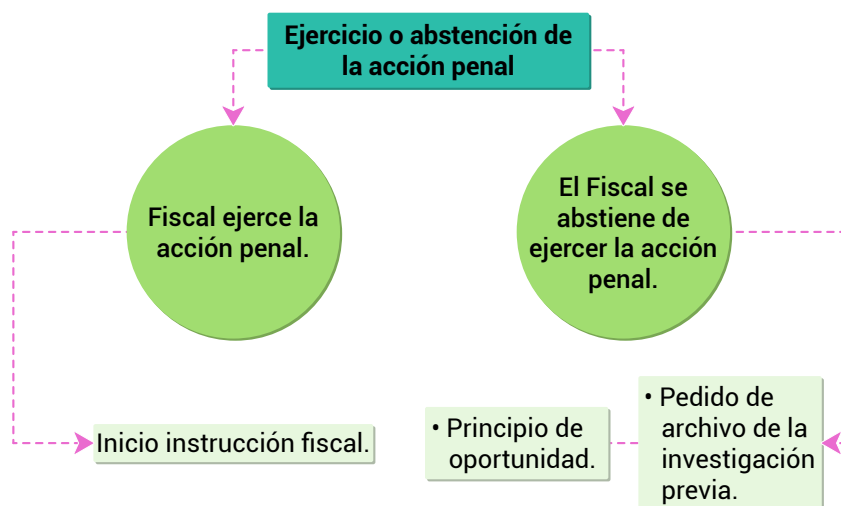 Ejercicio o abstención de
la acción penal
Fiscal ejerce la
acción penal.
El Fiscal se
abstiene de
ejercer la acción
penal.
Inicio instrucción fiscal.
• Principio de
oportunidad.
• Pedido de
archivo de la
investigación
previa.